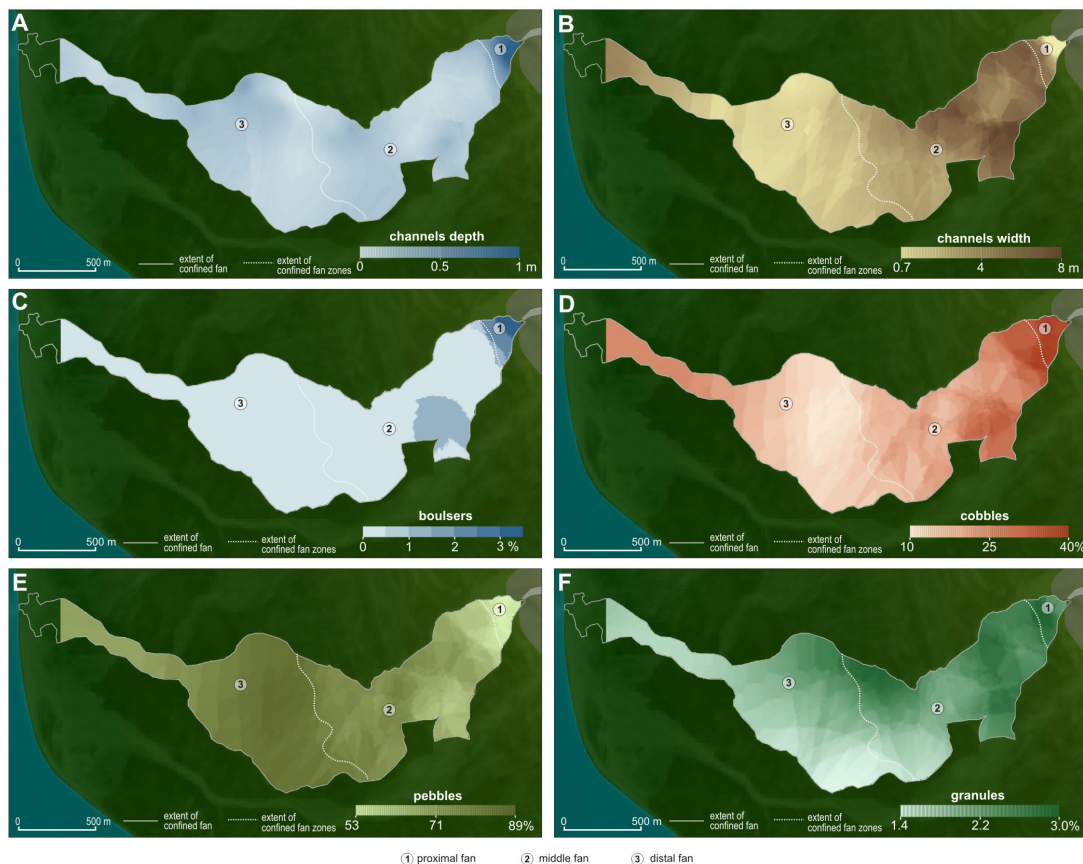 A
1
3
2
channels depth
0 0.5 1 m
0 500 m
extent of
confined fan
extent of
confined fan zones
B
1
3
2
channels width
0.7 4 8 m
0 500 m
extent of
confined fan
extent of
confined fan zones
C
1
3
2
boulsers
0 1 2 3 %
0 500 m
extent of
confined fan
extent of
confined fan zones
D
1
3
2
cobbles
10 25 40%
0 500 m
extent of
confined fan
extent of
confined fan zones
E
1
3
2
pebbles
53 71 89%
0 500 m
extent of
confined fan
extent of
confined fan zones
F
1
3
2
granules
1.4 2.2 3.0%
0 500 m
extent of
confined fan
extent of
confined fan zones
1 proximal fan 2 middle fan 3 distal fan